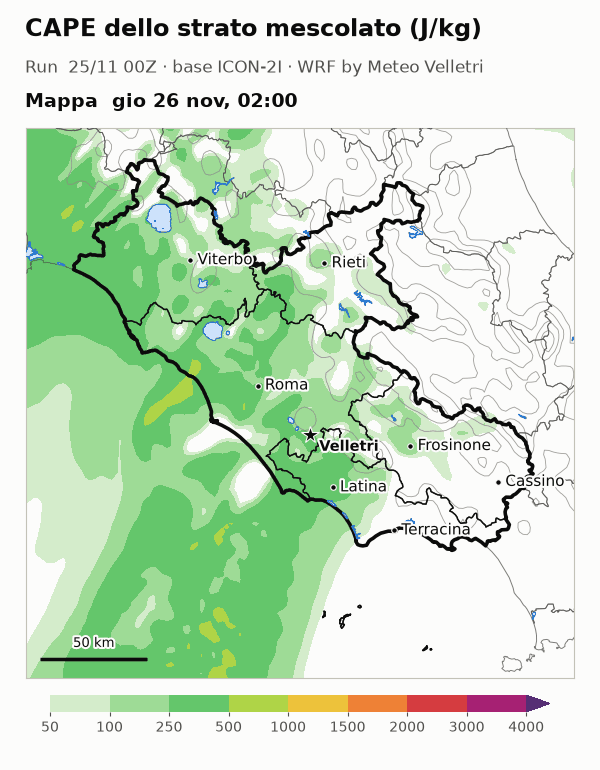 CAPE dello strato mescolato (J/kg)
Run  25/11 00Z · base ICON-2I · WRF by Meteo Velletri
Mappa  gio 26 nov, 02:00
Viterbo
Rieti
Roma
Velletri
Frosinone
Cassino
Latina
Terracina
50 km
50 100 250 500 1000 1500 2000 3000 4000